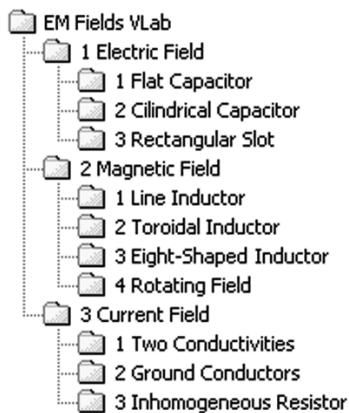 EM Fields VLab
1 Electric Field
1 Flat Capacitor
2 Cilindrical Capacitor
3 Rectangular Slot
2 Magnetic Field
1 Line Inductor
2 Toroidal Inductor
3 Eight-Shaped Inductor
4 Rotating Field
3 Current Field
1 Two Conductivities
2 Ground Conductors
3 Inhomogeneous Resistor